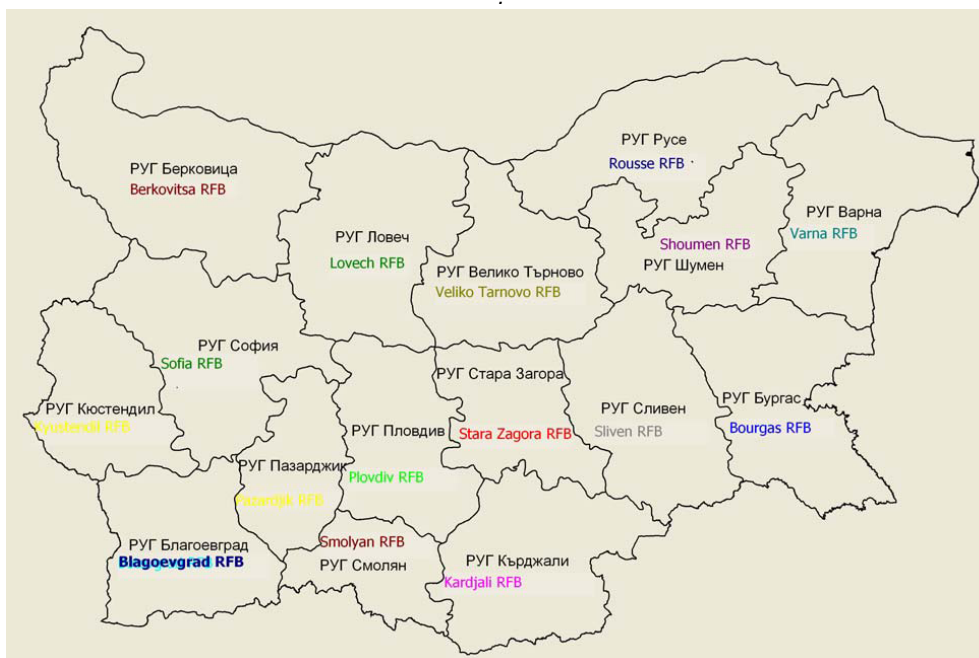 РУГ Русе
Rousse RFB
РУГ Берковица
Berkovitsa RFB
РУГ Варна
Varna RFB
РУГ Ловеч
Lovech RFB
Shoumen RFB
РУГ Шумен
РУГ Велико Търново
Veliko Tarnovo RFB
РУГ София
Sofia RFB
РУГ Стара Загора
Stara Zagora RFB
РУГ Бургас
Bourgas RFB
РУГ Кюстендил
Kyustendil RFB
РУГ Сливен
Sliven RFB
РУГ Пловдив
Plovdiv RFB
РУГ Пазарджик
Pazardjik RFB
РУГ Благоевград
Blagoevgrad RFB
Smolyan RFB
РУГ Смолян
РУГ Кърджали
Kardjali RFB